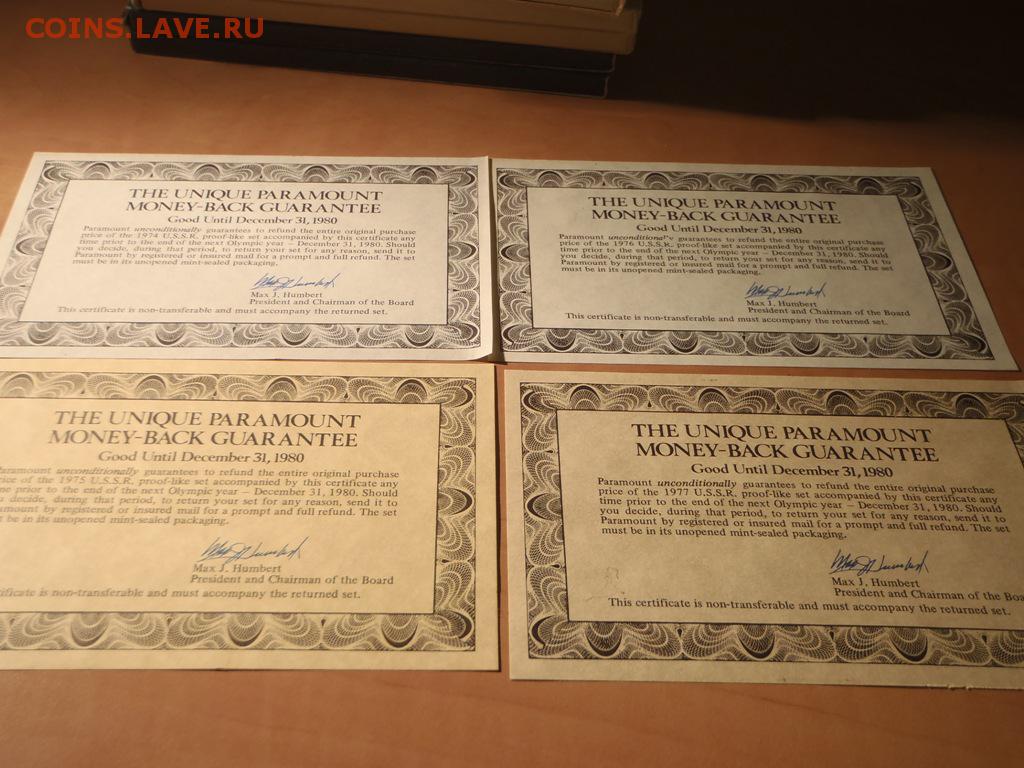 COINS.LAVE.RU
THE UNIQUE PARAMOUNT
MONEY-BACK GUARANTEE
Good Until December 31, 1980
Paramount unconditionally guarantees to refund the entire original purchase
price of the 1974 U.S.S.R. proof-like set accompanied by this certificate any
time prior to the end of the next Olympic year — December 31, 1980. Should
you decide, during that period, to return your set for any reason, send it to
Paramount by registered or insured mail for a prompt and full refund. The set
must be in its unopened mint-sealed packaging.
Max J. Humbert
Max J. Humbert
President and Chairman of the Board
This certificate is non-transferable and must accompany the returned set.
THE UNIQUE PARAMOUNT
MONEY-BACK GUARANTEE
Good Until December 31, 1980
Paramount unconditionally guarantees to refund the entire original purchase
price of the 1976 U.S.S.R. proof-like set accompanied by this certificate any
time prior to the end of the next Olympic year — December 31, 1980. Should
you decide, during that period, to return your set for any reason, send it to
Paramount by registered or insured mail for a prompt and full refund. The set
must be in its unopened mint-sealed packaging.
Max J. Humbert
Max J. Humbert
President and Chairman of the Board
This certificate is non-transferable and must accompany the returned set.
THE UNIQUE PARAMOUNT
MONEY-BACK GUARANTEE
Good Until December 31, 1980
aramount unconditionally guarantees to refund the entire original purchase
ice of the 1975 U.S.S.R. proof-like set accompanied by this certificate any
me prior to the end of the next Olympic year — December 31, 1980. Should
u decide, during that period, to return your set for any reason, send it to
amount by registered or insured mail for a prompt and full refund. The set
t be in its unopened mint-sealed packaging.
Max J. Humbert
Max J. Humbert
President and Chairman of the Board
tificate is non-transferable and must accompany the returned set.
THE UNIQUE PARAMOUNT
MONEY-BACK GUARANTEE
Good Until December 31, 1980
Paramount unconditionally guarantees to refund the entire original purchase
price of the 1977 U.S.S.R. proof-like set accompanied by this certificate any
time prior to the end of the next Olympic year — December 31, 1980. Should
you decide, during that period, to return your set for any reason, send it to
Paramount by registered or insured mail for a prompt and full refund. The set
must be in its unopened mint-sealed packaging.
Max J. Humbert
Max J. Humbert
President and Chairman of the Boa
This certificate is non-transferable and must accompany the returned set.